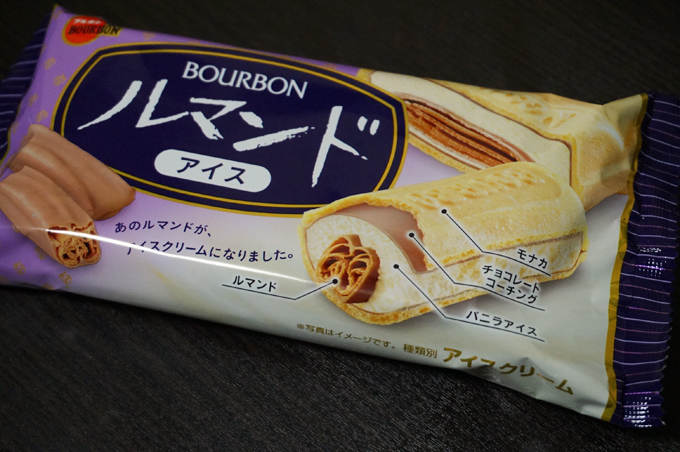 ブルボン
BOURBON
BOURBON
ルマンド
アイス
あのルマンドが、
アイスクリームになりました。
ルマンド
モナカ
チョコレート
コーチング
バニラアイス
※写真はイメージです。 種類別 アイスクリーム